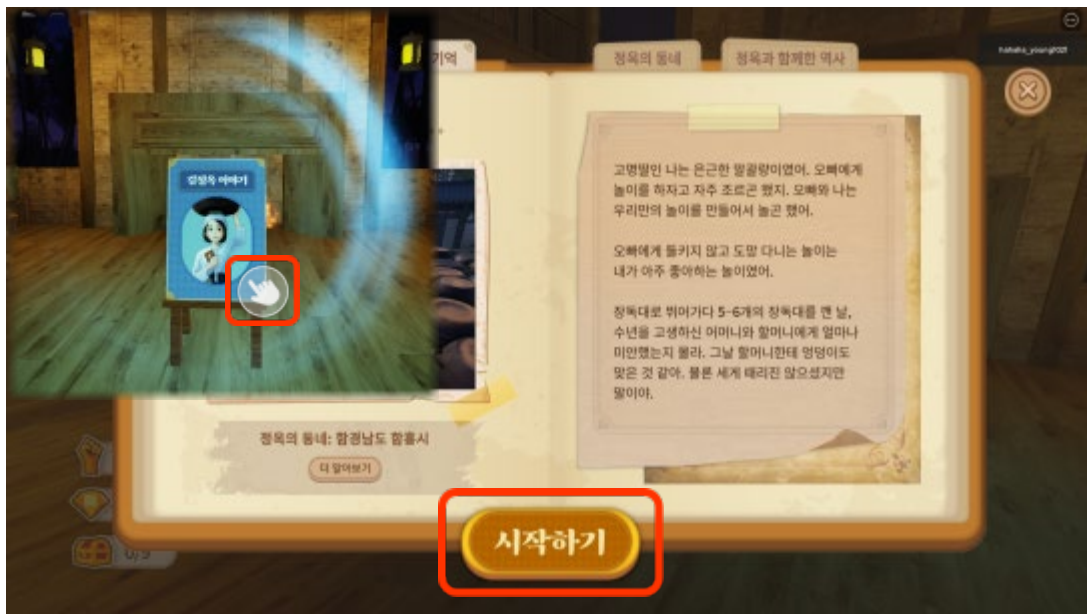 기억
정옥의 동네
정옥과 함께한 역사
김정옥 이야기
고명딸인 나는 은근한 말괄량이였어. 오빠에게
놀이를 하자고 자주 조르곤 했지. 오빠와 나는
우리만의 놀이를 만들어서 놀곤 했어.
오빠에게 들키지 않고 도망 다니는 놀이는
내가 아주 좋아하는 놀이였어.
장독대로 뛰어가다 5-6개의 장독대를 깬 날,
수년을 고생하신 어머니와 할머니에게 얼마나
미안했는지 몰라. 그날 할머니한테 엉덩이도
맞은 것 같아. 물론 세게 때리진 않으셨지만
말이야.
정옥의 동네: 함경남도 함흥시
더 알아보기
0/9
시작하기